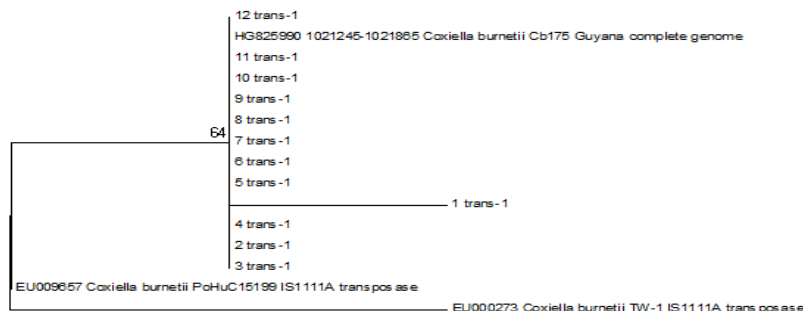 12 trans-1
HG825990 1021245-1021865 Coxiella burnetii Cb175 Guyana complete genome
11 trans-1
10 trans-1
9 trans-1
8 trans-1
64
7 trans-1
6 trans-1
5 trans-1
1 trans-1
4 trans-1
2 trans-1
3 trans-1
EU009657 Coxiella burnetii PoHuC15199 IS1111A transposase
EU000273 Coxiella burnetii TW-1 IS1111A transposase